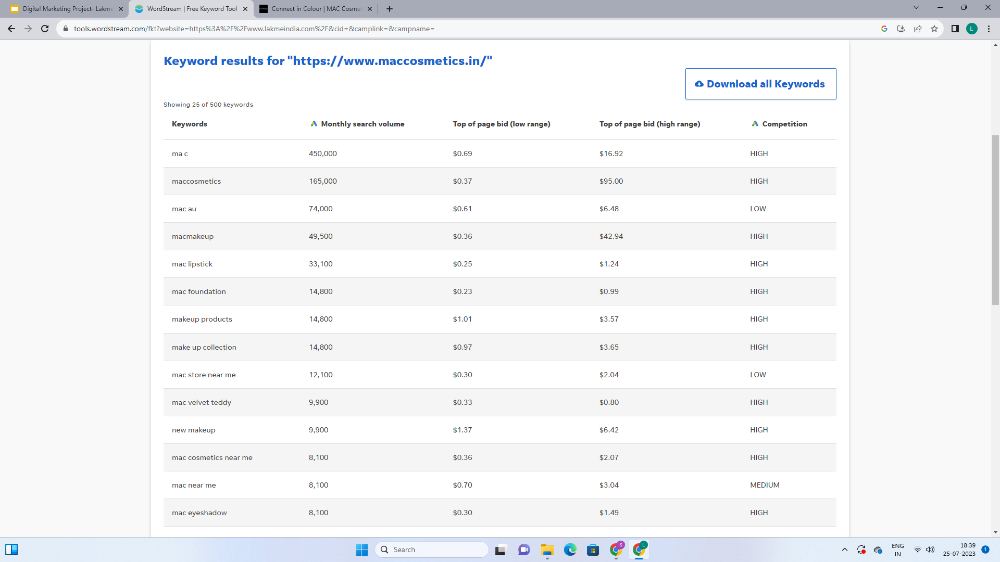 Digital Marketing Project- Lakme
WordStream | Free Keyword Tool
Connect in Colour | MAC Cosmet
tools.wordstream.com/fkt?website=https%3A%2F%2Fwww.lakmeindia.com%2F&cid=&camplink=&campname=
L
Keyword results for "https://www.maccosmetics.in/"
Download all Keywords
Showing 25 of 500 keywords
Keywords Monthly search volume Top of page bid (low range) Top of page bid (high range) Competition
ma c 450,000 $0.69 $16.92 HIGH
maccosmetics 165,000 $0.37 $95.00 HIGH
mac au 74,000 $0.61 $6.48 LOW
macmakeup 49,500 $0.36 $42.94 HIGH
mac lipstick 33,100 $0.25 $1.24 HIGH
mac foundation 14,800 $0.23 $0.99 HIGH
makeup products 14,800 $1.01 $3.57 HIGH
make up collection 14,800 $0.97 $3.65 HIGH
mac store near me 12,100 $0.30 $2.04 LOW
mac velvet teddy 9,900 $0.33 $0.80 HIGH
new makeup 9,900 $1.37 $6.42 HIGH
mac cosmetics near me 8,100 $0.36 $2.07 HIGH
mac near me 8,100 $0.70 $3.04 MEDIUM
mac eyeshadow 8,100 $0.30 $1.49 HIGH
Search
S
L
ENG
IN
18:39
25-07-2023
1